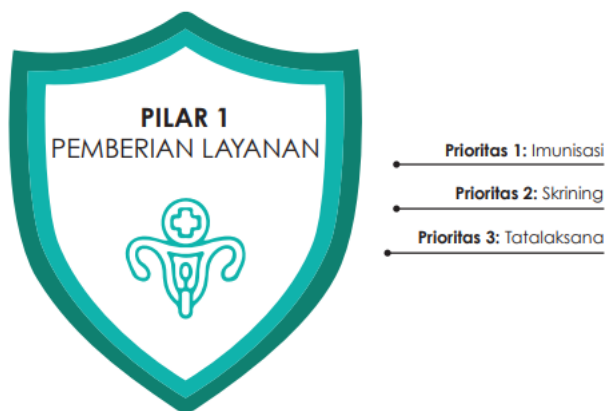 PILAR 1
PEMBERIAN LAYANAN
Prioritas 1: Imunisasi
Prioritas 2: Skrining
Prioritas 3: Tatalaksana